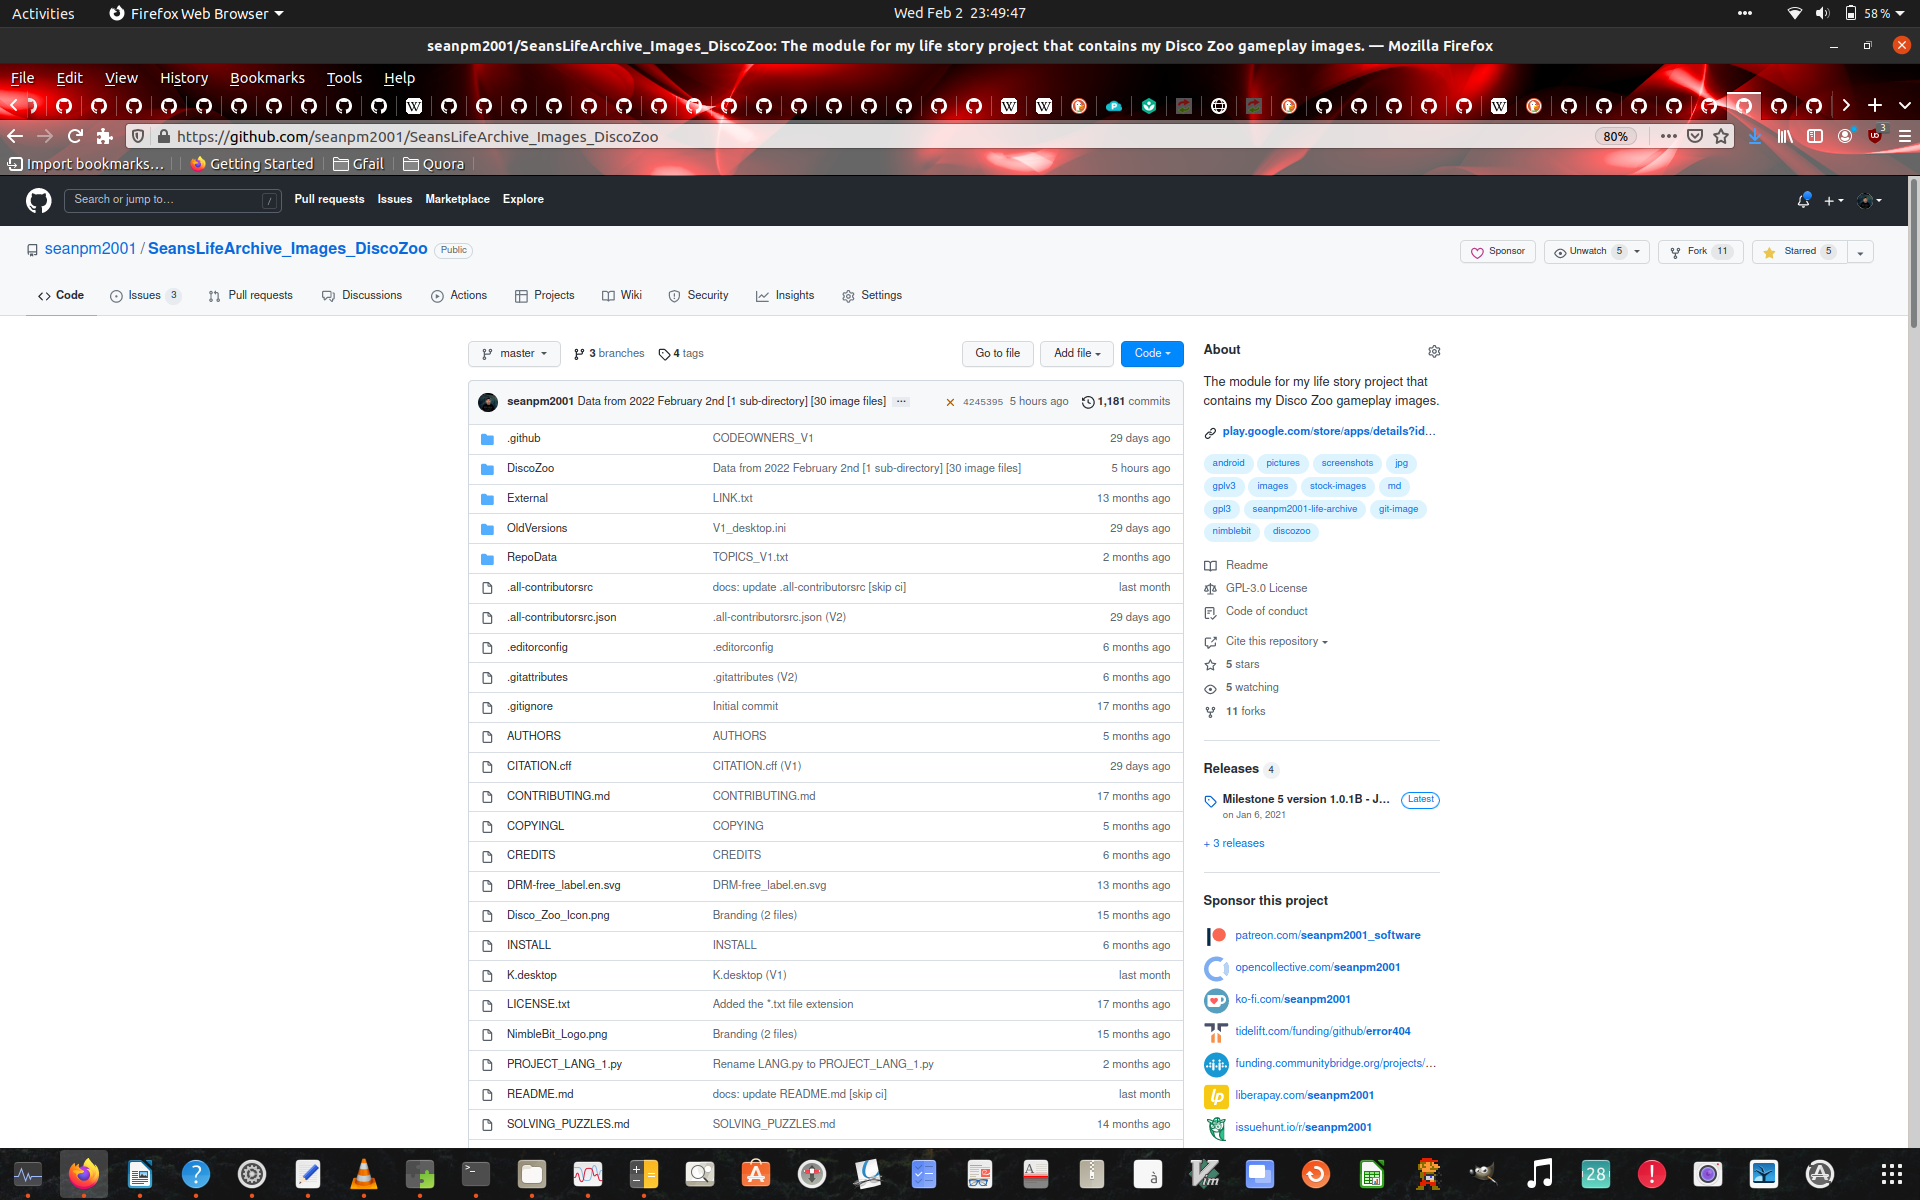 Activities Firefox Web Browser Wed Feb 2 23:49:47 58 %
seanpm2001/SeansLifeArchive_Images_DiscoZoo: The module for my life story project that contains my Disco Zoo gameplay images. — Mozilla Firefox
File Edit View History Bookmarks Tools Help
https://github.com/seanpm2001/SeansLifeArchive_Images_DiscoZoo 80% 3
Import bookmarks... Getting Started Gfail Quora
Search or jump to... / Pull requests Issues Marketplace Explore
seanpm2001 / SeansLifeArchive_Images_DiscoZoo Public Sponsor Unwatch 5 Fork 11 Starred 5
Code Issues 3 Pull requests Discussions Actions Projects Wiki Security Insights Settings
master 3 branches 4 tags Go to file Add file Code
seanpm2001 Data from 2022 February 2nd [1 sub-directory] [30 image files] ... 4245395 5 hours ago 1,181 commits
.github CODEOWNERS_V1 29 days ago
DiscoZoo Data from 2022 February 2nd [1 sub-directory] [30 image files] 5 hours ago
External LINK.txt 13 months ago
OldVersions V1_desktop.ini 29 days ago
RepoData TOPICS_V1.txt 2 months ago
.all-contributorsrc docs: update .all-contributorsrc [skip ci] last month
.all-contributorsrc.json .all-contributorsrc.json (V2) 29 days ago
.editorconfig .editorconfig 6 months ago
.gitattributes .gitattributes (V2) 6 months ago
.gitignore Initial commit 17 months ago
AUTHORS AUTHORS 5 months ago
CITATION.cff CITATION.cff (V1) 29 days ago
CONTRIBUTING.md CONTRIBUTING.md 17 months ago
COPYINGL COPYING 5 months ago
CREDITS CREDITS 6 months ago
DRM-free_label.en.svg DRM-free_label.en.svg 13 months ago
Disco_Zoo_Icon.png Branding (2 files) 15 months ago
INSTALL INSTALL 6 months ago
K.desktop K.desktop (V1) last month
LICENSE.txt Added the *.txt file extension 17 months ago
NimbleBit_Logo.png Branding (2 files) 15 months ago
PROJECT_LANG_1.py Rename LANG.py to PROJECT_LANG_1.py 2 months ago
README.md docs: update README.md [skip ci] last month
SOLVING_PUZZLES.md SOLVING_PUZZLES.md 14 months ago
About
The module for my life story project that
contains my Disco Zoo gameplay images.
play.google.com/store/apps/details?id...
android pictures screenshots jpg
gplv3 images stock-images md
gpl3 seanpm2001-life-archive git-image
nimblebit discozoo
Readme
GPL-3.0 License
Code of conduct
Cite this repository
5 stars
5 watching
11 forks
Releases 4
Milestone 5 version 1.0.1B - J... Latest
on Jan 6, 2021
+ 3 releases
Sponsor this project
patreon.com/seanpm2001_software
opencollective.com/seanpm2001
ko-fi.com/seanpm2001
tidelift.com/funding/github/error404
funding.communitybridge.org/projects/...
liberapay.com/seanpm2001
issuehunt.io/r/seanpm2001
28